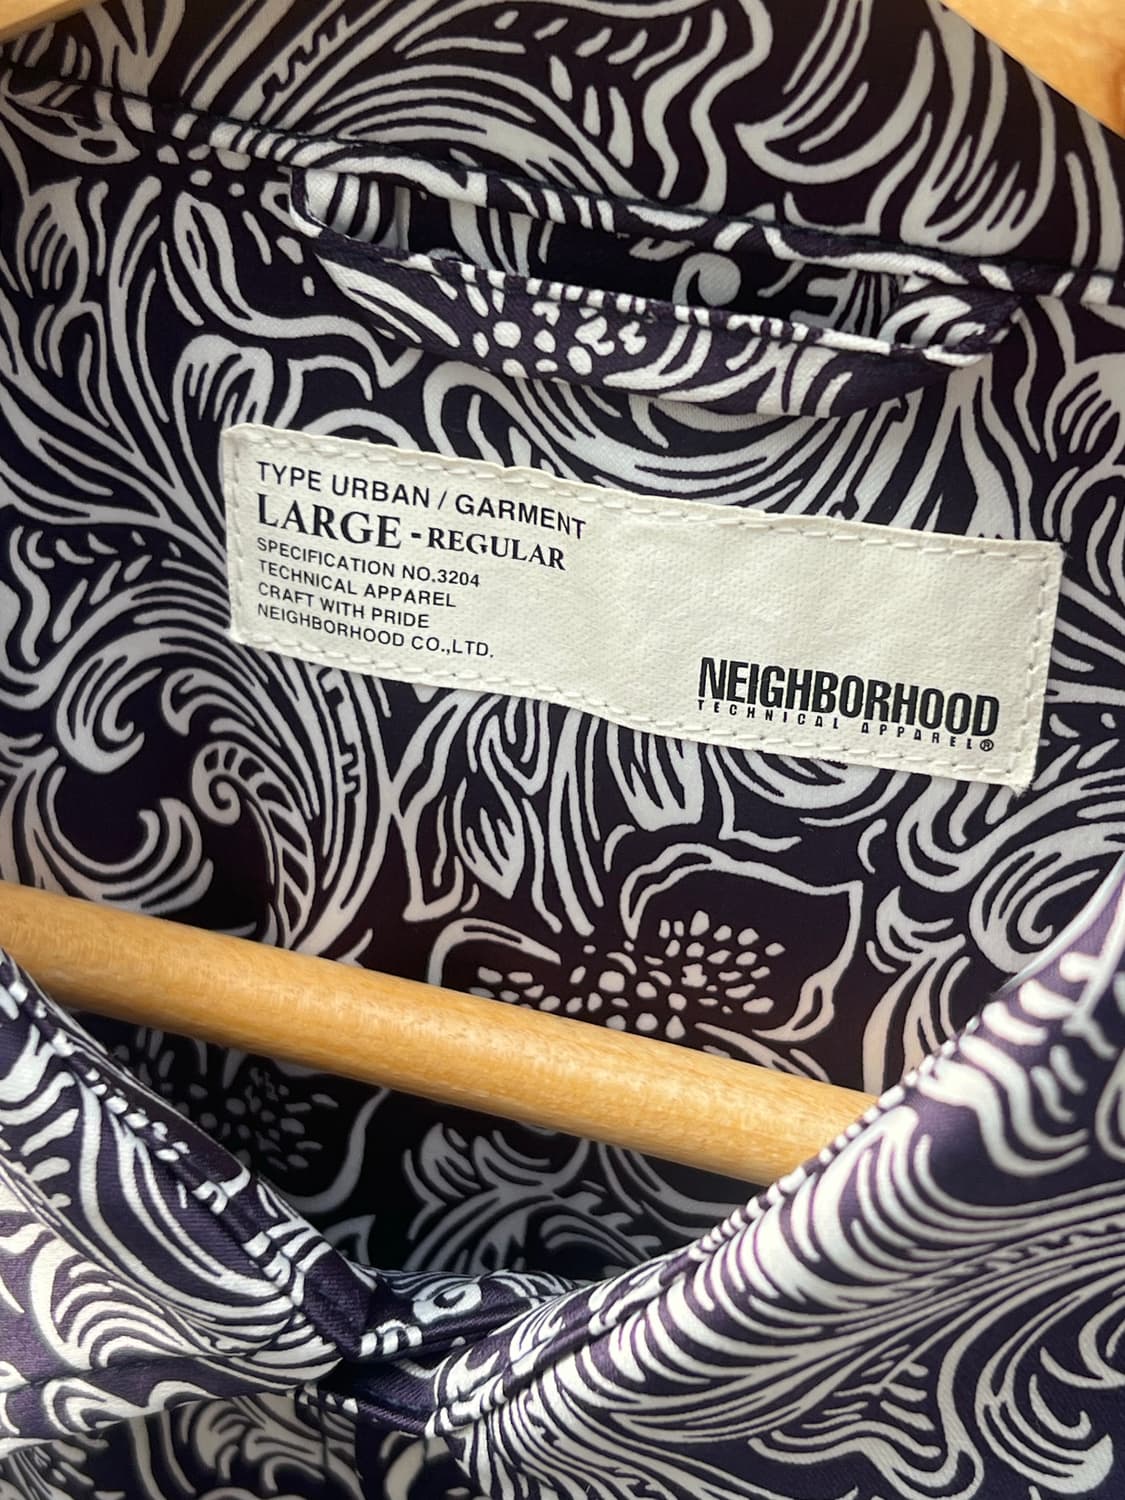 TYPE URBAN / GARMENT
LARGE - REGULAR
SPECIFICATION NO.3204
TECHNICAL APPAREL
CRAFT WITH PRIDE
NEIGHBORHOOD CO.,LTD.
NEIGHBORHOOD
TECHNICAL APPAREL®